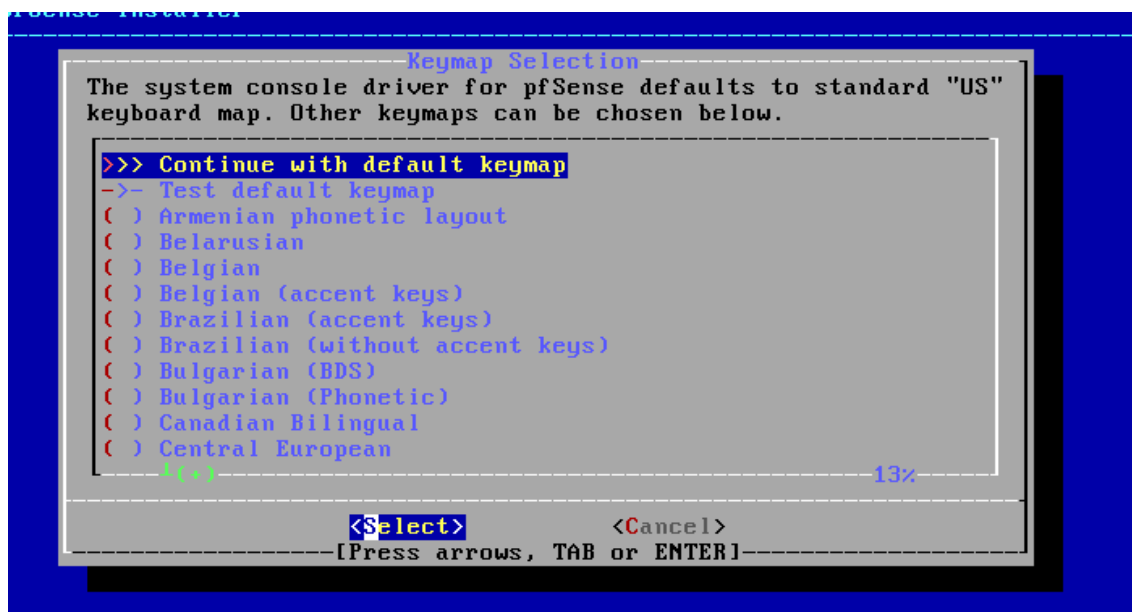 pfSense Installer
Keymap Selection
The system console driver for pfSense defaults to standard "US"
keyboard map. Other keymaps can be chosen below.
>>> Continue with default keymap
->- Test default keymap
( ) Armenian phonetic layout
( ) Belarusian
( ) Belgian
( ) Belgian (accent keys)
( ) Brazilian (accent keys)
( ) Brazilian (without accent keys)
( ) Bulgarian (BDS)
( ) Bulgarian (Phonetic)
( ) Canadian Bilingual
( ) Central European
┴(+) 13%
<Select> <Cancel>
[Press arrows, TAB or ENTER]